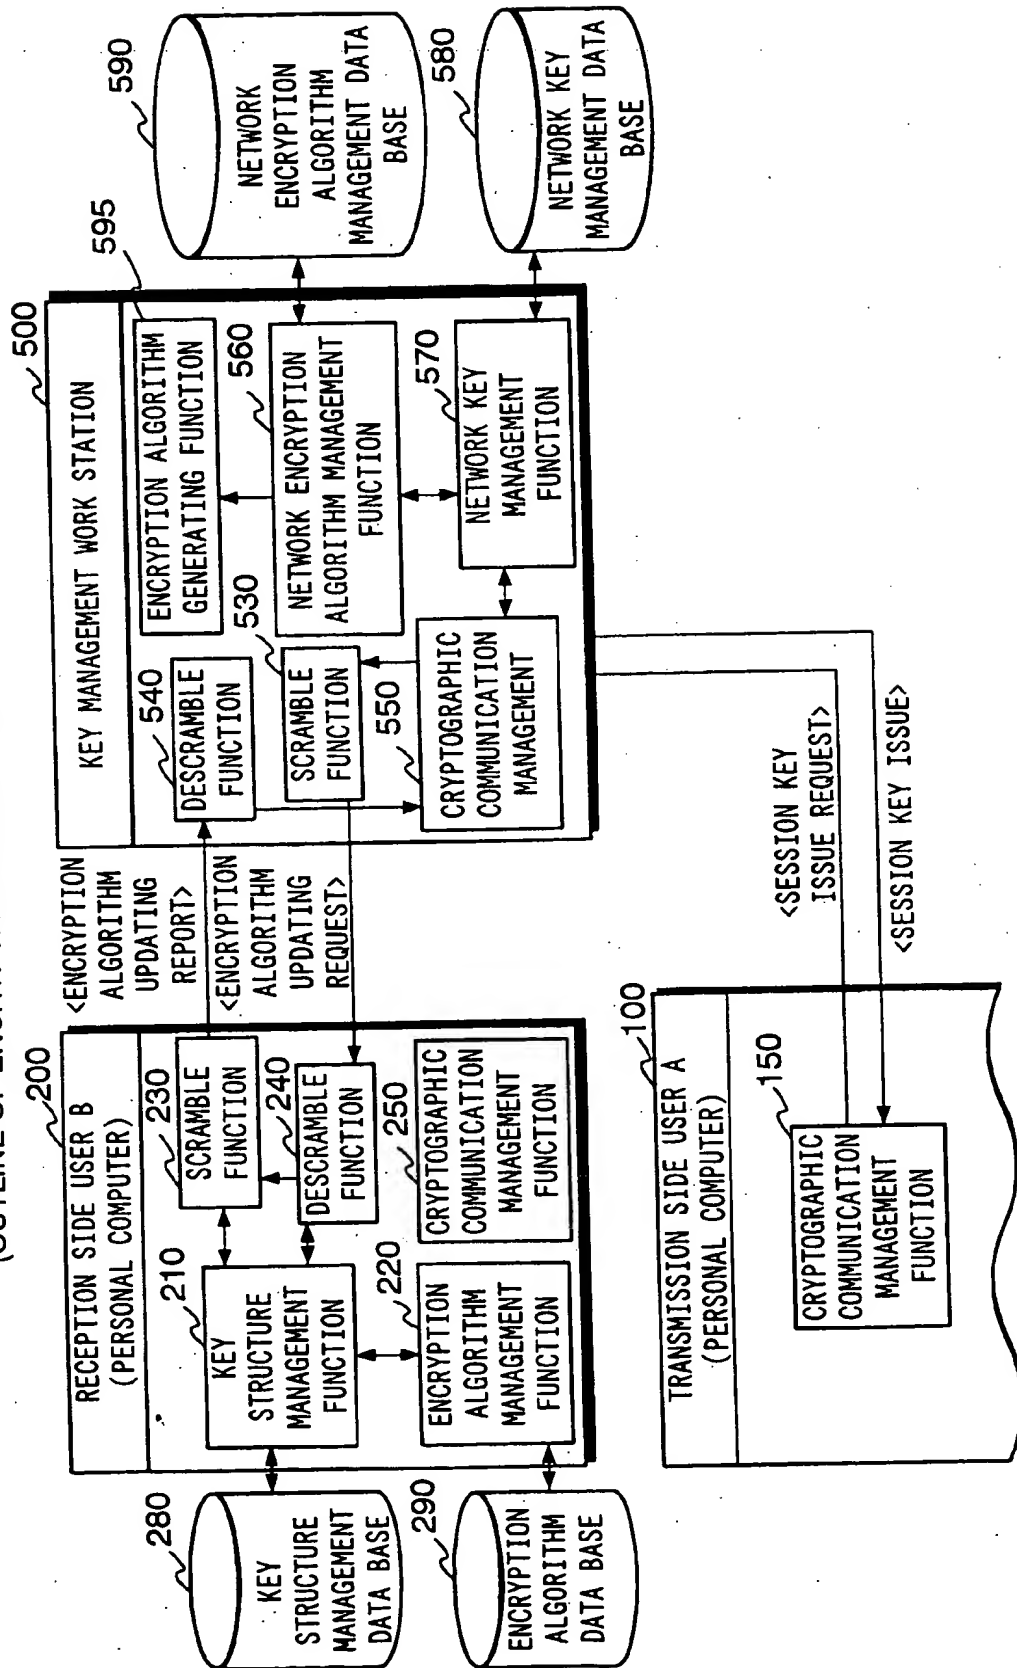 200
RECEPTION SIDE USER B
(PERSONAL COMPUTER)
280
KEY
STRUCTURE
MANAGEMENT
DATA BASE
290
ENCRYPTION
ALGORITHM
DATA BASE
210
KEY
STRUCTURE
MANAGEMENT
FUNCTION
220
ENCRYPTION
ALGORITHM
MANAGEMENT
FUNCTION
230
SCRAMBLE
FUNCTION
240
DESCRAMBLE
FUNCTION
250
CRYPTOGRAPHIC
COMMUNICATION
MANAGEMENT
FUNCTION
<ENCRYPTION
ALGORITHM
UPDATING
REPORT>
<ENCRYPTION
ALGORITHM
UPDATING
REQUEST>
500
KEY MANAGEMENT WORK STATION
540
DESCRAMBLE
FUNCTION
530
SCRAMBLE
FUNCTION
550
CRYPTOGRAPHIC
COMMUNICATION
MANAGEMENT
595
ENCRYPTION ALGORITHM
GENERATING FUNCTION
560
NETWORK ENCRYPTION
ALGORITHM MANAGEMENT
FUNCTION
570
NETWORK KEY
MANAGEMENT
FUNCTION
590
NETWORK
ENCRYPTION
ALGORITHM
MANAGEMENT DATA
BASE
580
NETWORK KEY
MANAGEMENT DATA
BASE
100
TRANSMISSION SIDE USER A
(PERSONAL COMPUTER)
150
CRYPTOGRAPHIC
COMMUNICATION
MANAGEMENT
FUNCTION
<SESSION KEY
ISSUE REQUEST>
<SESSION KEY ISSUE>